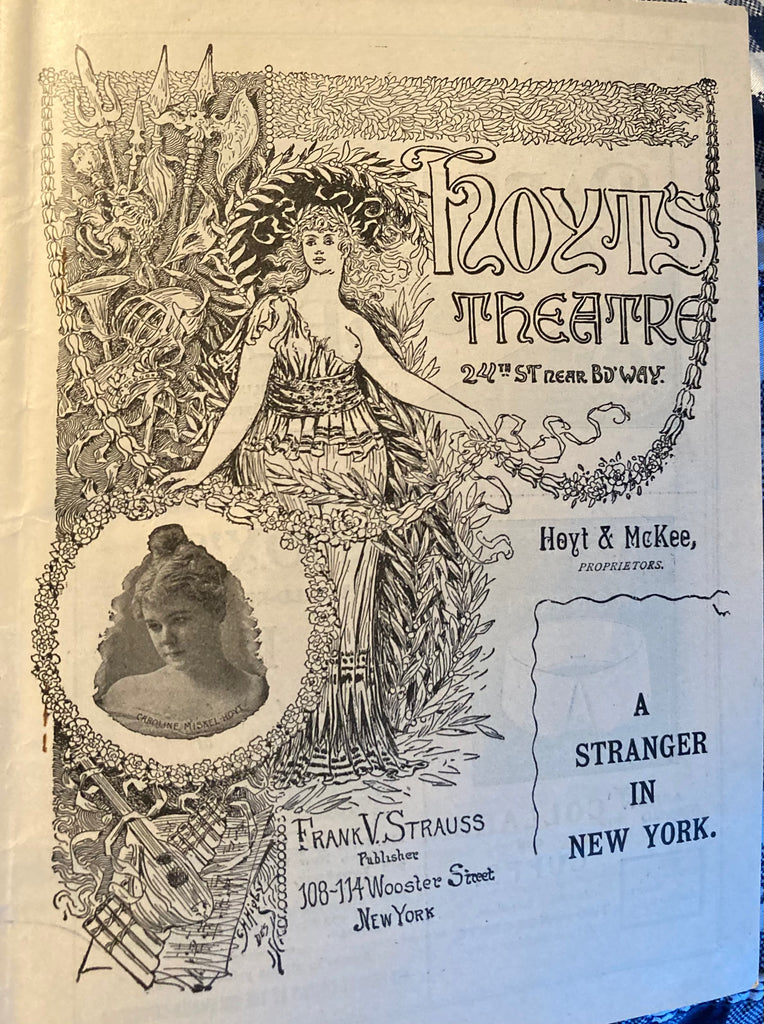 HOYT'S
THEATRE
24TH ST NEAR BD'WAY.
Hoyt & McKee,
PROPRIETORS.
CAROLINE MISKEL HOYT
A
STRANGER
IN
NEW YORK.
FRANK V. STRAUSS
Publisher
108-114 Wooster Street
NEW YORK
DES